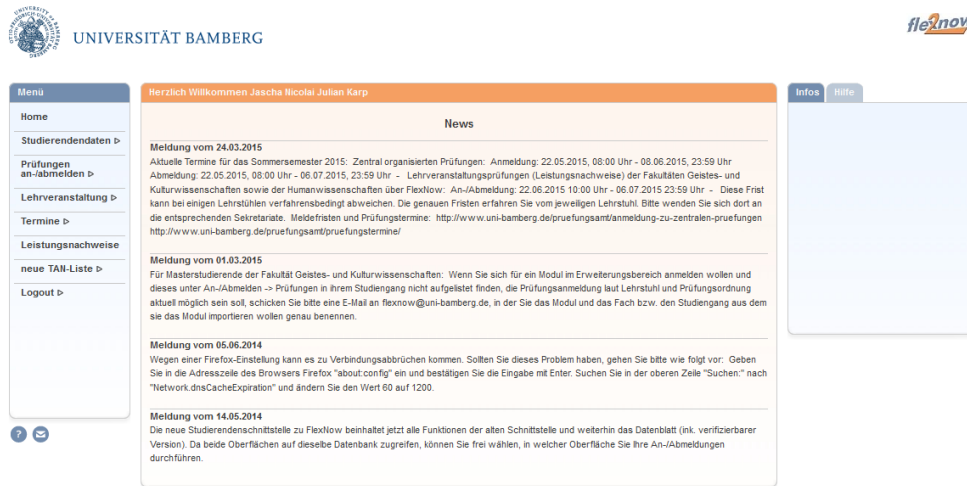 UNIVERSITÄT BAMBERG
fle2now
Menü
Home
Studierendendaten
Prüfungen
an-/abmelden
Lehrveranstaltung
Termine
Leistungsnachweise
neue TAN-Liste
Logout
Herzlich Willkommen Jascha Nicolai Julian Karp
News
Meldung vom 24.03.2015
Aktuelle Termine für das Sommersemester 2015: Zentral organisierten Prüfungen: Anmeldung: 22.05.2015, 08:00 Uhr - 08.06.2015, 23:59 Uhr
Abmeldung: 22.05.2015, 08:00 Uhr - 06.07.2015, 23:59 Uhr - Lehrveranstaltungsprüfungen (Leistungsnachweise) der Fakultäten Geistes- und
Kulturwissenschaften sowie der Humanwissenschaften über FlexNow: An-/Abmeldung: 22.06.2015 10:00 Uhr - 06.07.2015 23:59 Uhr - Diese Frist
kann bei einigen Lehrstühlen verfahrensbedingt abweichen. Die genauen Fristen erfahren Sie vom jeweiligen Lehrstuhl. Bitte wenden Sie sich dort an
die entsprechenden Sekretariate. Meldefristen und Prüfungstermine: http://www.uni-bamberg.de/pruefungsamt/anmeldung-zu-zentralen-pruefungen
http://www.uni-bamberg.de/pruefungsamt/pruefungstermine/
Meldung vom 01.03.2015
Für Masterstudierende der Fakultät Geistes- und Kulturwissenschaften: Wenn Sie sich für ein Modul im Erweiterungsbereich anmelden wollen und
dieses unter An-/Abmelden -> Prüfungen in ihrem Studiengang nicht aufgelistet finden, die Prüfungsanmeldung laut Lehrstuhl und Prüfungsordnung
aktuell möglich sein soll, schicken Sie bitte eine E-Mail an flexnow@uni-bamberg.de, in der Sie das Modul und das Fach bzw. den Studiengang aus dem
sie das Modul importieren wollen genau benennen.
Meldung vom 05.06.2014
Wegen einer Firefox-Einstellung kann es zu Verbindungsabbrüchen kommen. Sollten Sie dieses Problem haben, gehen Sie bitte wie folgt vor: Geben
Sie in die Adresszeile des Browsers Firefox "about:config" ein und bestätigen Sie die Eingabe mit Enter. Suchen Sie in der oberen Zeile "Suchen:" nach
"Network.dnsCacheExpiration" und ändern Sie den Wert 60 auf 1200.
Meldung vom 14.05.2014
Die neue Studierendenschnittstelle zu FlexNow beinhaltet jetzt alle Funktionen der alten Schnittstelle und weiterhin das Datenblatt (ink. verifizierbarer
Version). Da beide Oberflächen auf dieselbe Datenbank zugreifen, können Sie frei wählen, in welcher Oberfläche Sie Ihre An-/Abmeldungen
durchführen.
Infos
Hilfe